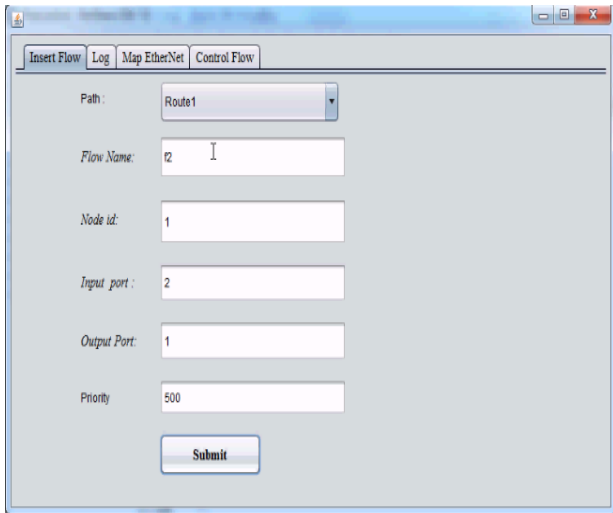 Insert Flow Log Map EtherNet Control Flow
Path : Route1
Flow Name: f2
Node id: 1
Input port : 2
Output Port: 1
Priority 500
Submit